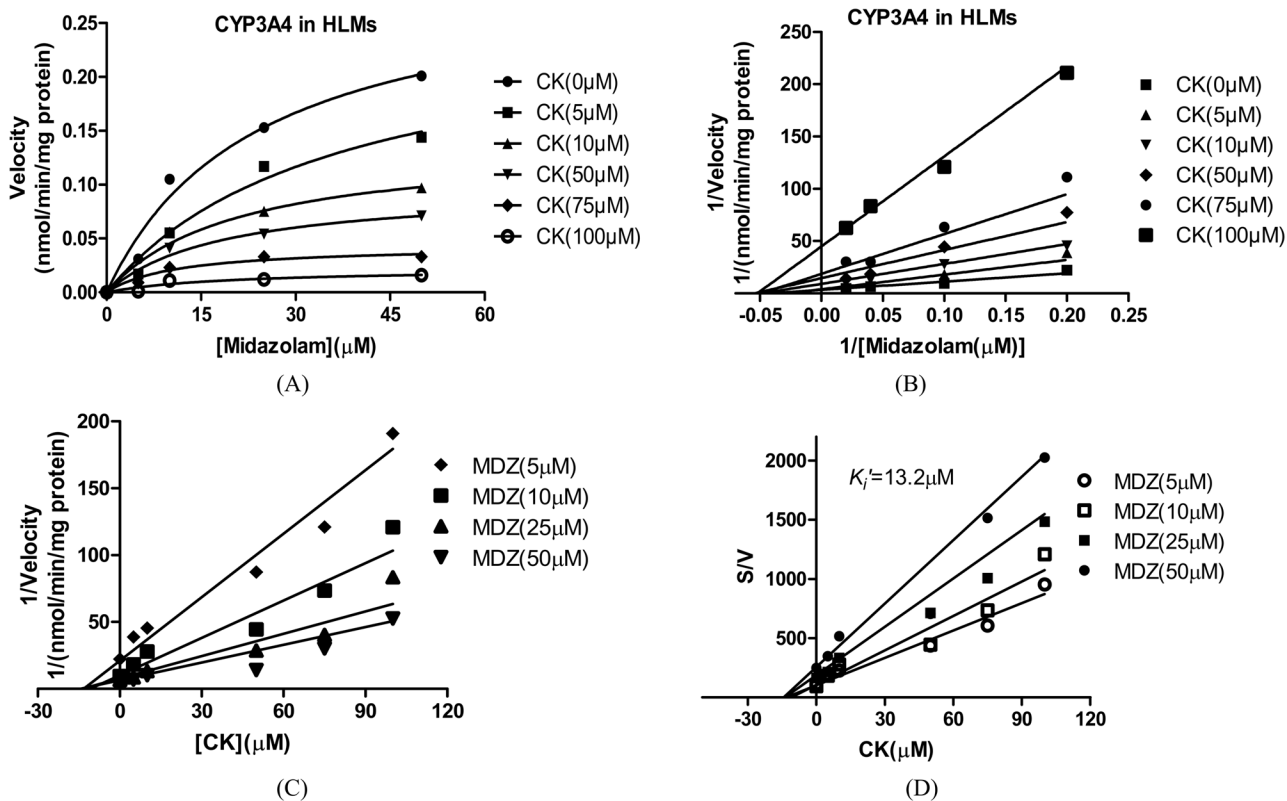 CYP3A4 in HLMs
Velocity
(nmol/min/mg protein)
0.25
0.20
0.15
0.10
0.05
0.00
0
15
30
45
60
[Midazolam](μM)
CK(0μM)
CK(5μM)
CK(10μM)
CK(50μM)
CK(75μM)
CK(100μM)
(A)
CYP3A4 in HLMs
1/Velocity
1/(nmol/min/mg protein)
250
200
150
100
50
-0.05
0.00
0.05
0.10
0.15
0.20
0.25
1/[Midazolam(μM)]
CK(0μM)
CK(5μM)
CK(10μM)
CK(50μM)
CK(75μM)
CK(100μM)
(B)
1/Velocity
1/(nmol/min/mg protein)
200
150
100
50
-30
0
30
60
90
120
[CK](μM)
MDZ(5μM)
MDZ(10μM)
MDZ(25μM)
MDZ(50μM)
(C)
S/V
2000
1500
1000
500
-30
0
30
60
90
120
CK(μM)
Ki'=13.2μM
MDZ(5μM)
MDZ(10μM)
MDZ(25μM)
MDZ(50μM)
(D)